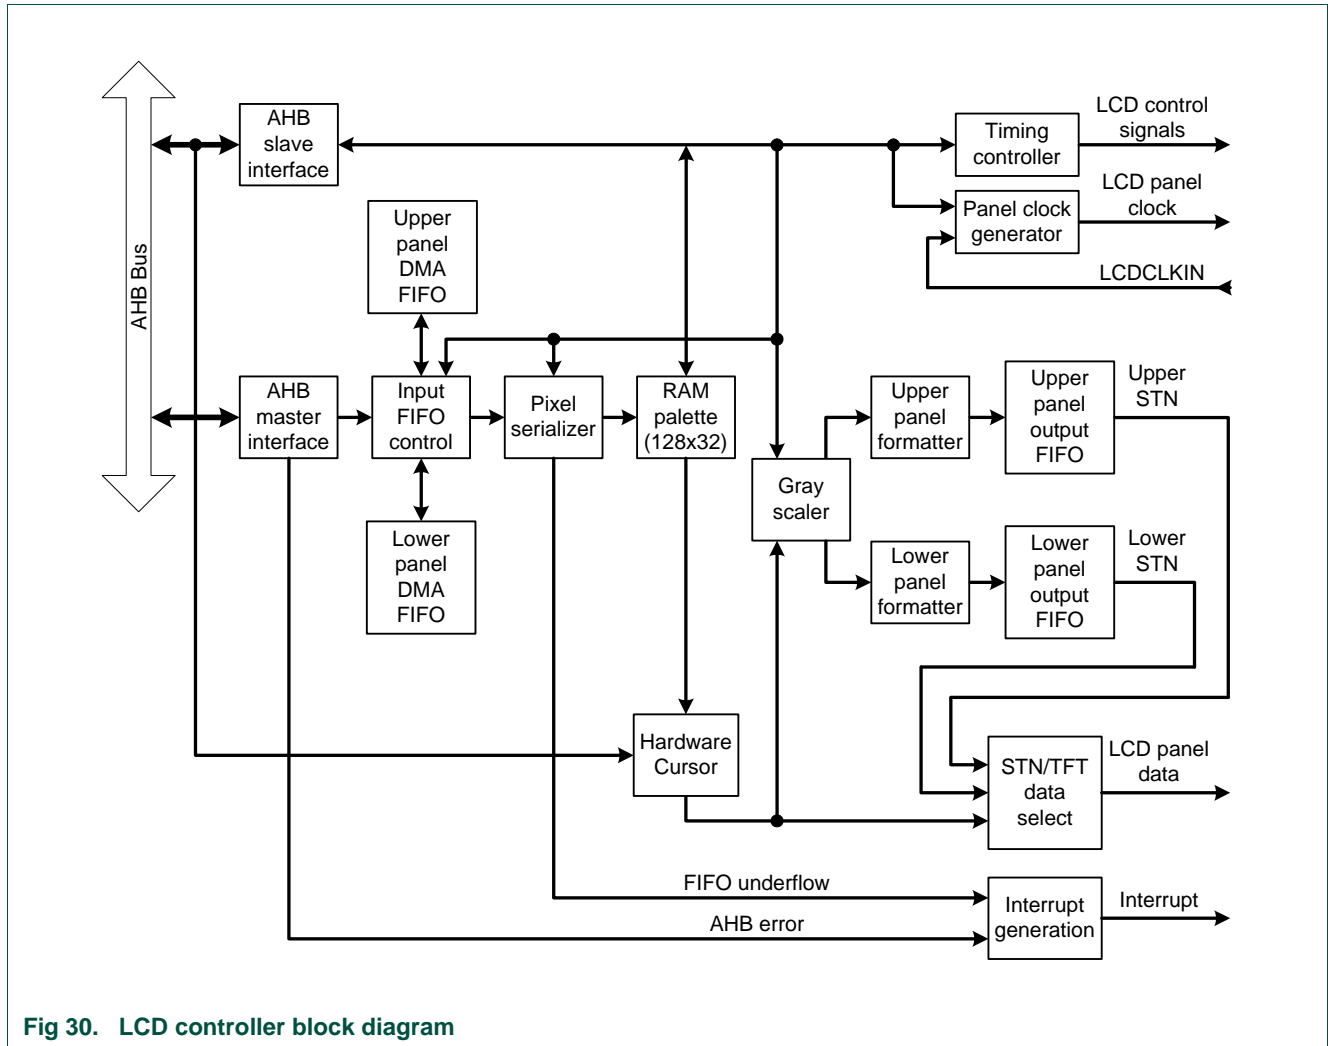 AHB
slave
interface
Timing
controller
LCD control
signals
Panel clock
generator
LCD panel
clock
LCDCLKIN
AHB Bus
Upper
panel
DMA
FIFO
AHB
master
interface
Input
FIFO
control
Pixel
serializer
RAM
palette
(128x32)
Lower
panel
DMA
FIFO
Gray
scaler
Upper
panel
formatter
Upper
panel
output
FIFO
Upper
STN
Lower
panel
formatter
Lower
panel
output
FIFO
Lower
STN
Hardware
Cursor
STN/TFT
data
select
LCD panel
data
FIFO underflow
AHB error
Interrupt
generation
Interrupt
Fig 30. LCD controller block diagram